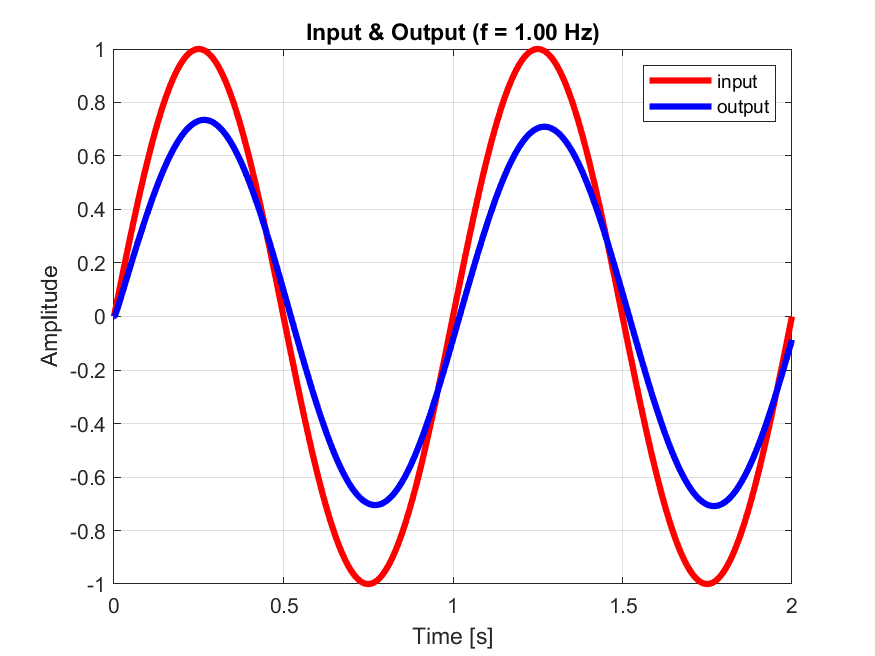 Input & Output (f = 1.00 Hz)
input
output
1
0.8
0.6
0.4
0.2
0
-0.2
-0.4
-0.6
-0.8
-1
Amplitude
0 0.5 1 1.5 2
Time [s]